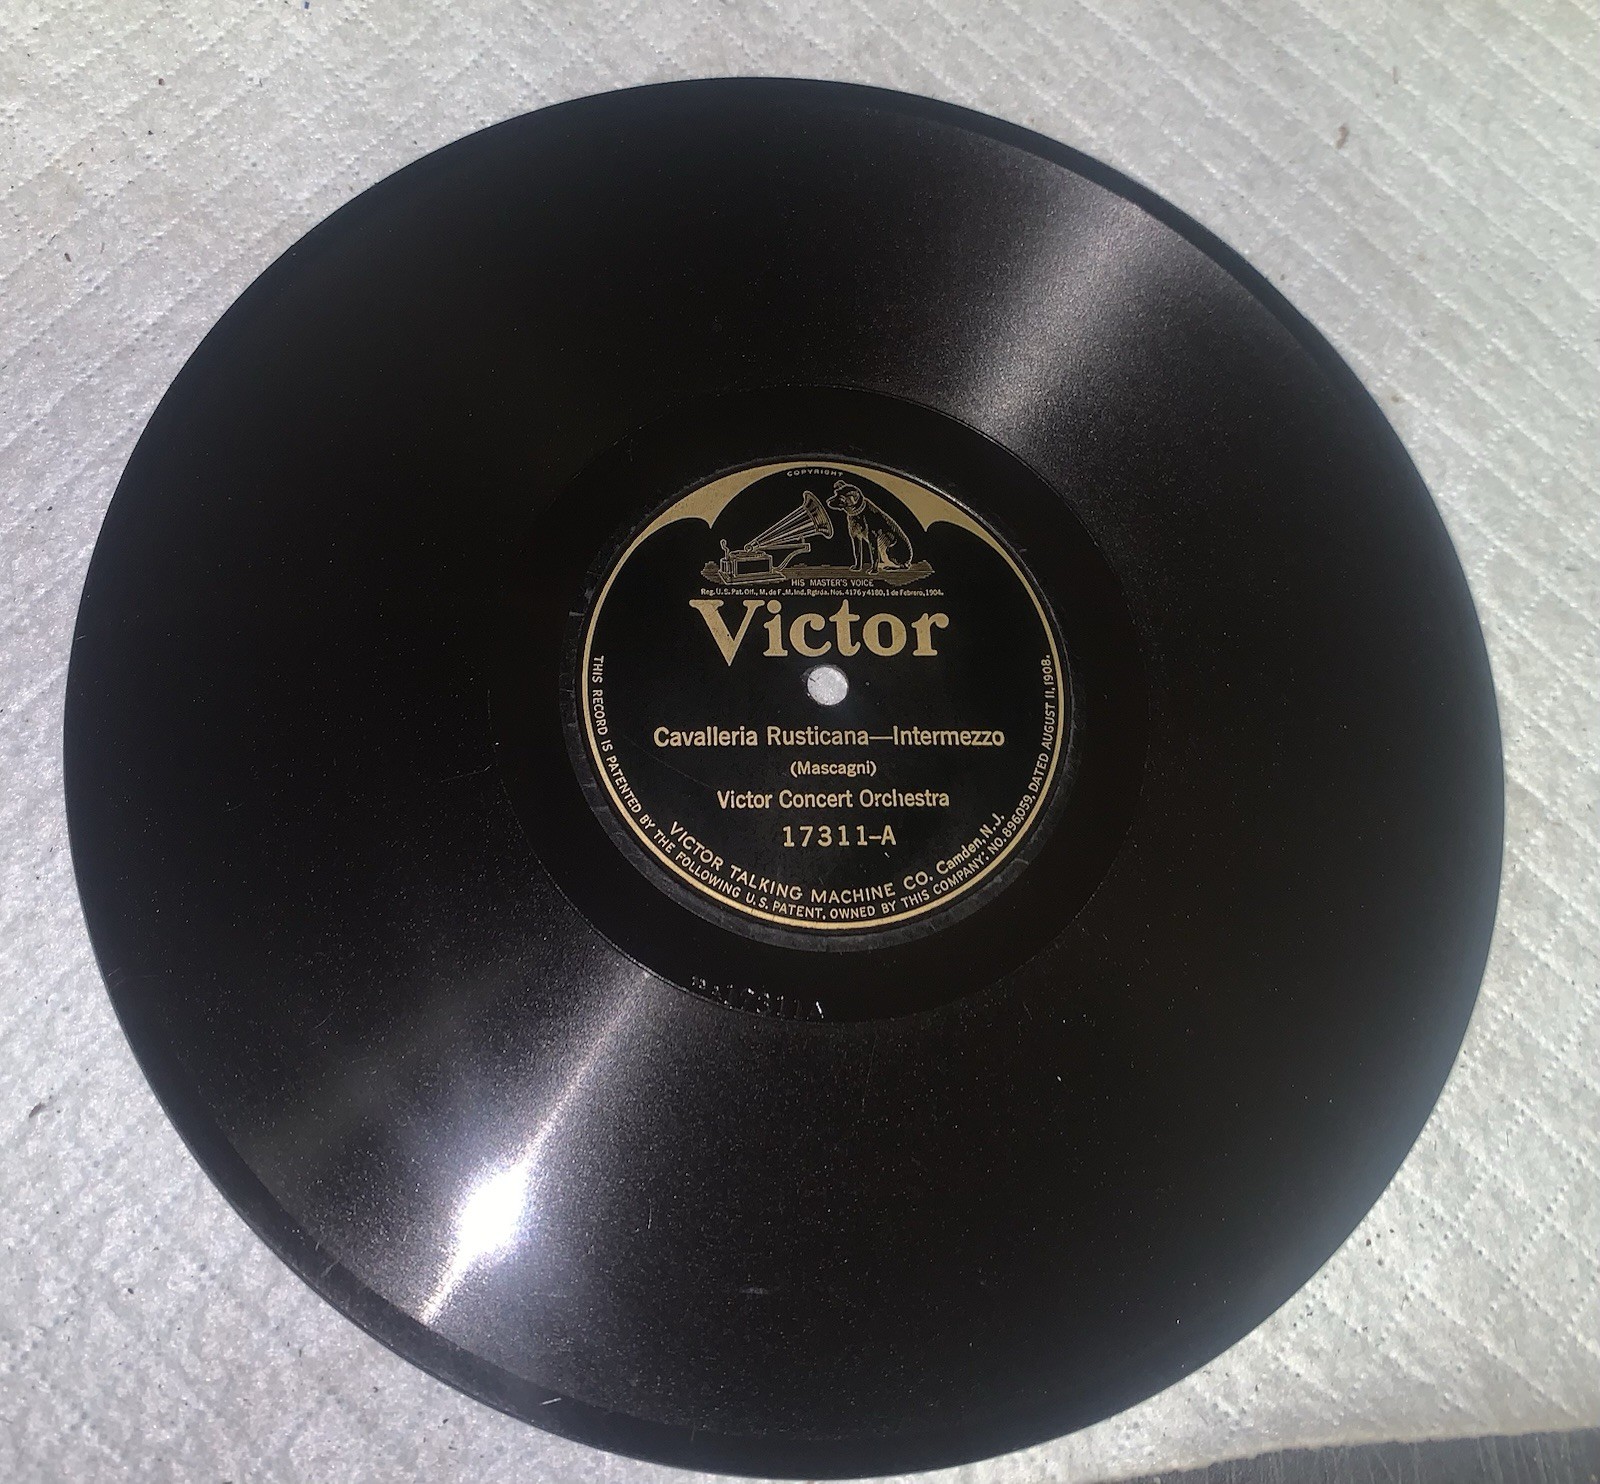 COPYRIGHT
HIS MASTER'S VOICE
Reg. U.S. Pat. Off., M. de F. M. Ind. Rgtrda. Nos. 4176 y 4180, 1 de Febrero, 1904.
Victor
Cavalleria Rusticana—Intermezzo
(Mascagni)
Victor Concert Orchestra
17311-A
VICTOR TALKING MACHINE CO. Camden, N.J.
THIS RECORD IS PATENTED BY THE FOLLOWING U.S. PATENT, OWNED BY THIS COMPANY: NO. 896,059, DATED AUGUST 11, 1908.